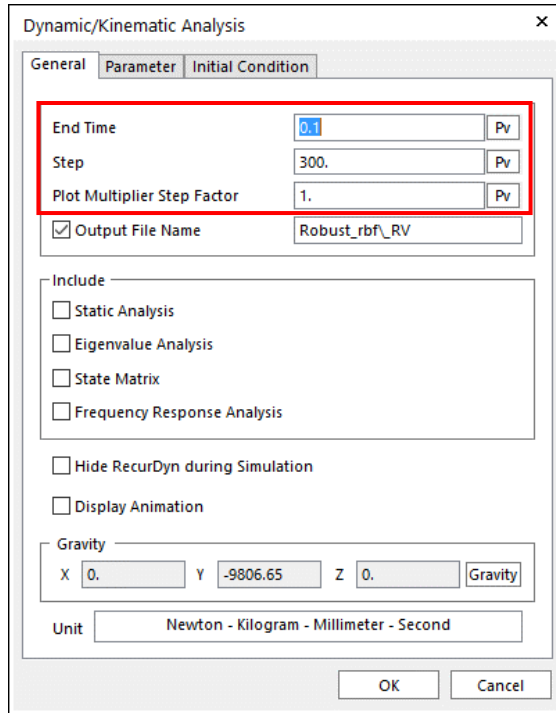 Dynamic/Kinematic Analysis
General Parameter Initial Condition
End Time 0.1 Pv
Step 300. Pv
Plot Multiplier Step Factor 1. Pv
Output File Name Robust_rbf\_RV
Include
Static Analysis
Eigenvalue Analysis
State Matrix
Frequency Response Analysis
Hide RecurDyn during Simulation
Display Animation
Gravity
X 0. Y -9806.65 Z 0. Gravity
Unit Newton - Kilogram - Millimeter - Second
OK Cancel